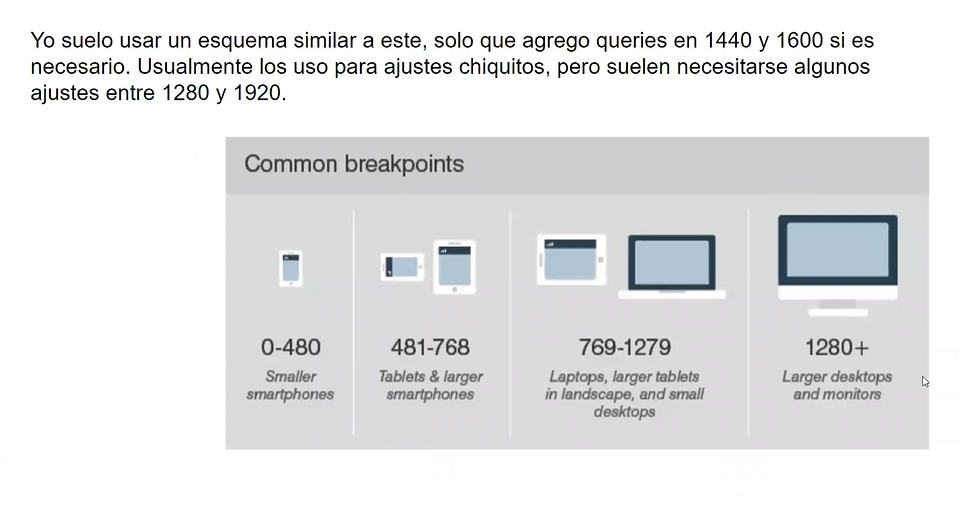 Yo suelo usar un esquema similar a este, solo que agrego queries en 1440 y 1600 si es
necesario. Usualmente los uso para ajustes chiquitos, pero suelen necesitarse algunos
ajustes entre 1280 y 1920.
Common breakpoints
0-480
Smaller
smartphones
481-768
Tablets & larger
smartphones
769-1279
Laptops, larger tablets
in landscape, and small
desktops
1280+
Larger desktops
and monitors